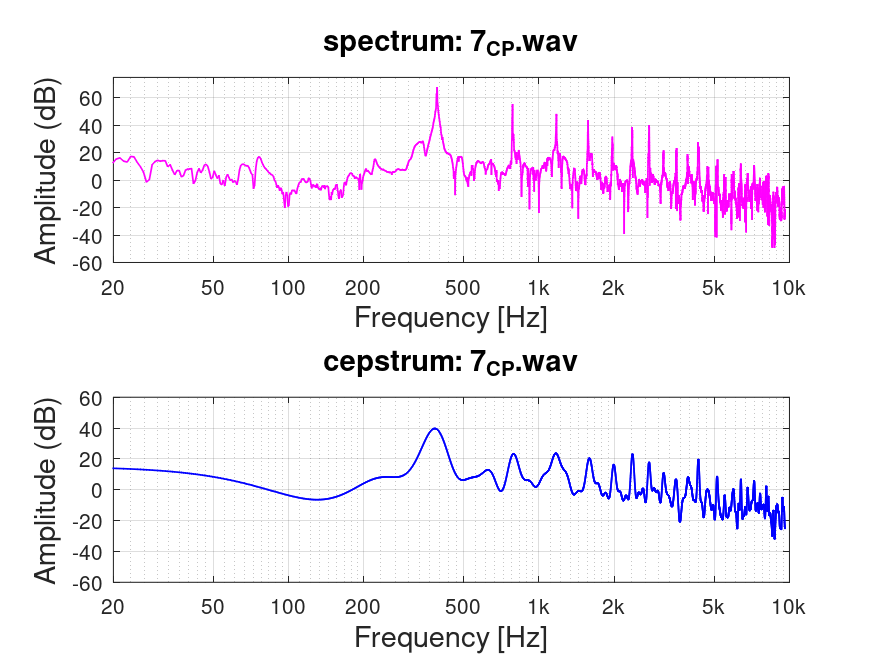 spectrum: 7CP.wav
Amplitude (dB)
60
40
20
0
-20
-40
-60
20 50 100 200 500 1k 2k 5k 10k
Frequency [Hz]
cepstrum: 7CP.wav
Amplitude (dB)
60
40
20
0
-20
-40
-60
20 50 100 200 500 1k 2k 5k 10k
Frequency [Hz]